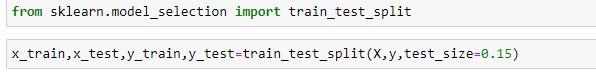 from sklearn.model_selection import train_test_split
x_train,x_test,y_train,y_test=train_test_split(X,y,test_size=0.15)